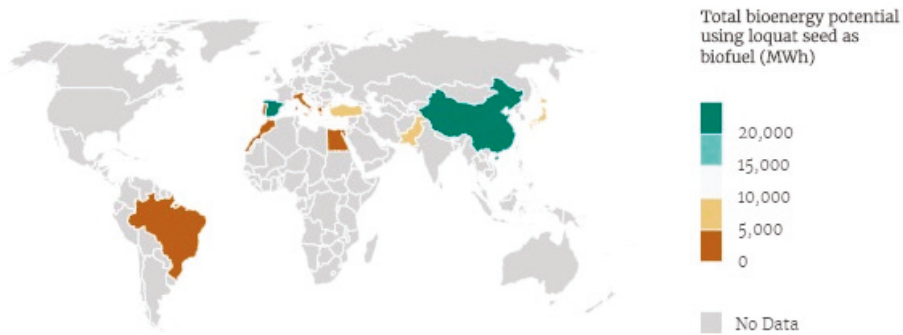 Total bioenergy potential
using loquat seed as
biofuel (MWh)
20,000
15,000
10,000
5,000
0
No Data